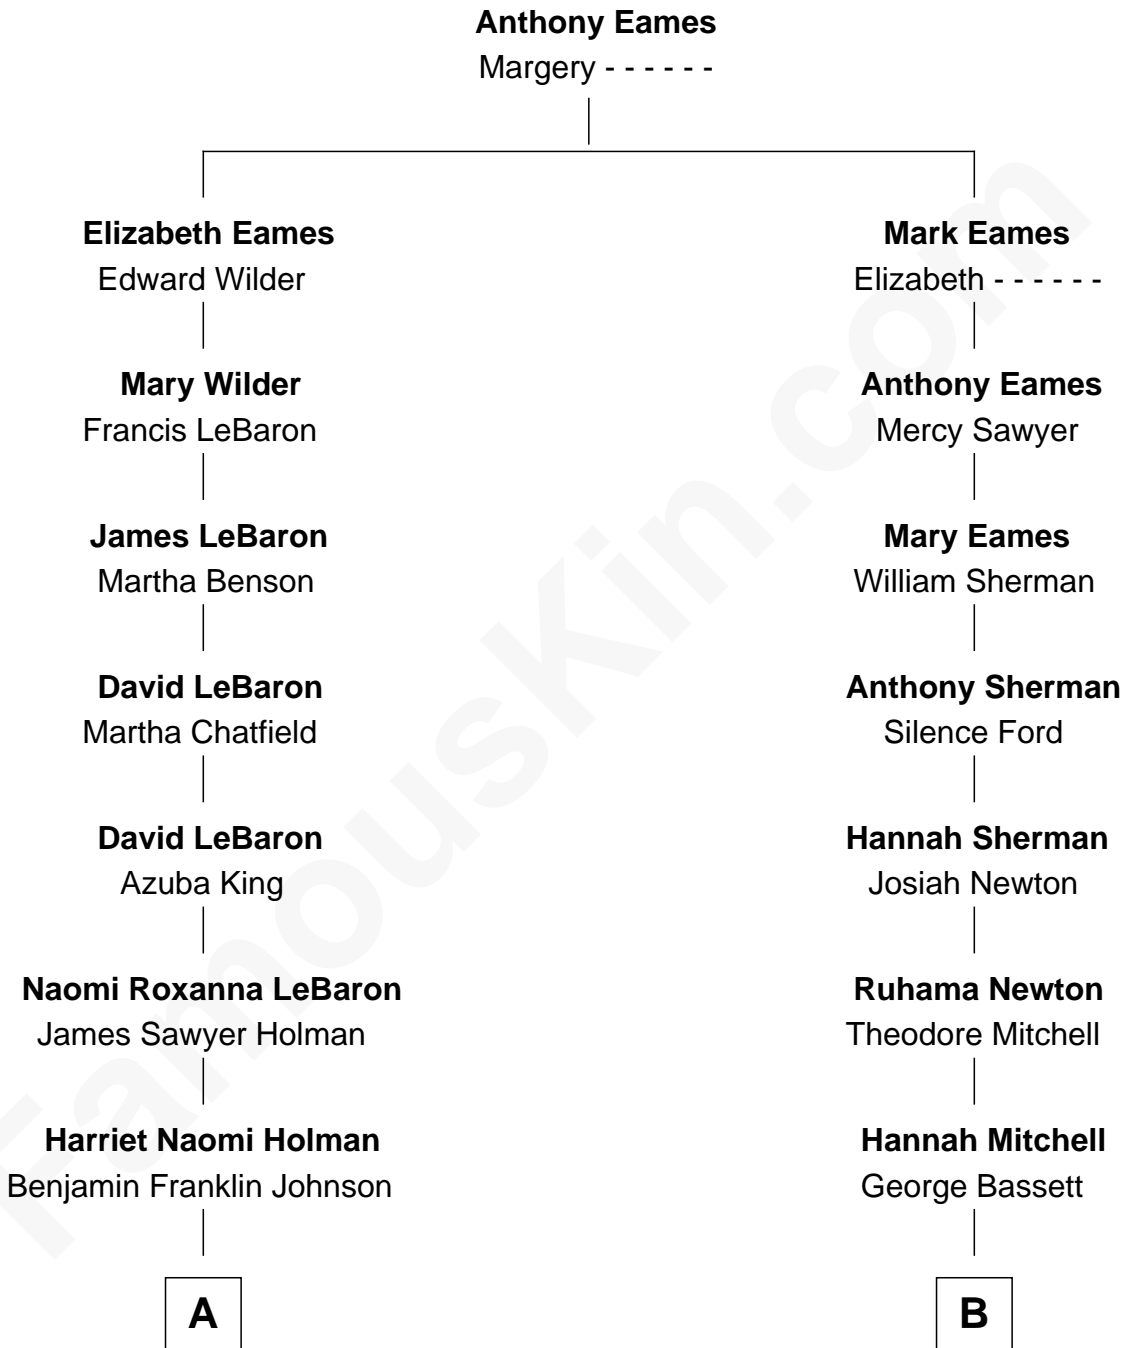 Anthony Eames
Margery - - - - - -
Elizabeth Eames
Edward Wilder
Mary Wilder
Francis LeBaron
James LeBaron
Martha Benson
David LeBaron
Martha Chatfield
David LeBaron
Azuba King
Naomi Roxanna LeBaron
James Sawyer Holman
Harriet Naomi Holman
Benjamin Franklin Johnson
A
Mark Eames
Elizabeth - - - - - -
Anthony Eames
Mercy Sawyer
Mary Eames
William Sherman
Anthony Sherman
Silence Ford
Hannah Sherman
Josiah Newton
Ruhama Newton
Theodore Mitchell
Hannah Mitchell
George Bassett
B
FamousKin.com